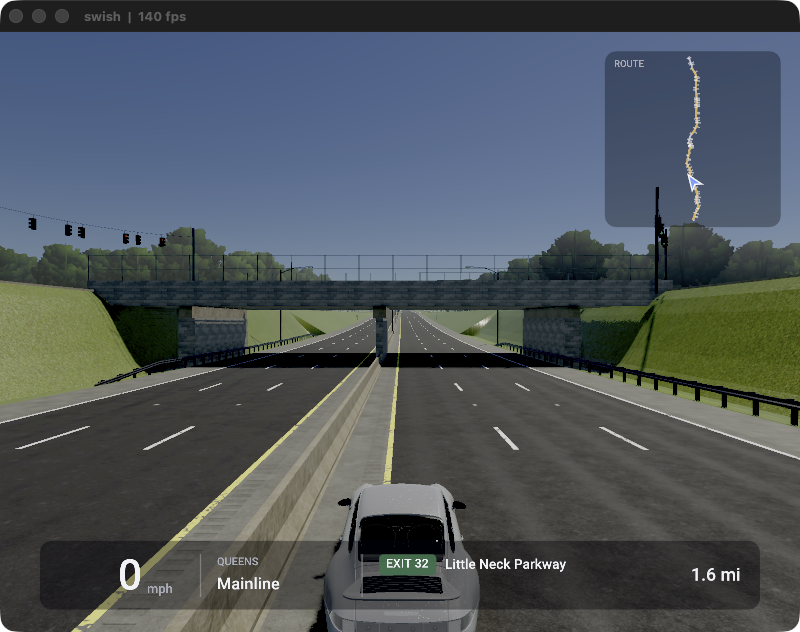 swish | 140 fps
ROUTE
0 mph
QUEENS
Mainline
EXIT 32 Little Neck Parkway
1.6 mi